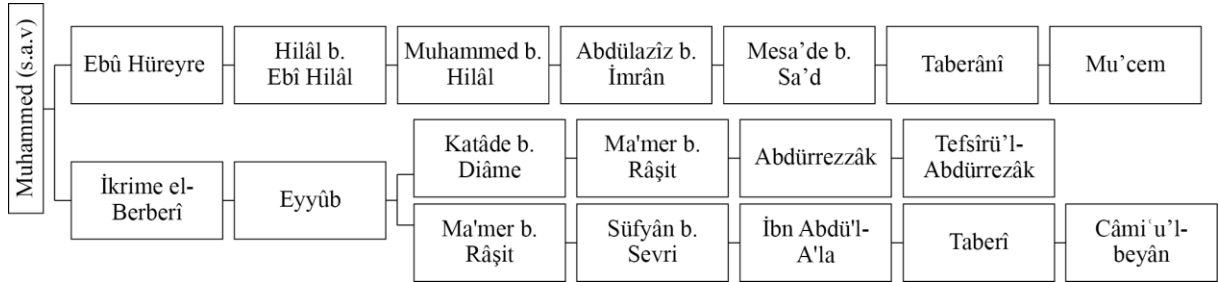 Muhammed (s.a.v)
Ebû Hüreyre
Hilâl b.
Ebî Hilâl
Muhammed b.
Hilâl
Abdülazîz b.
İmrân
Mesa’de b.
Sa’d
Taberânî
Mu’cem
İkrime el-
Berberî
Eyyûb
Katâde b.
Diâme
Ma'mer b.
Râşit
Abdürrezzâk
Tefsîrü’l-
Abdürrezâk
Ma'mer b.
Râşit
Süfyân b.
Sevri
İbn Abdü'l-
A'la
Taberî
Câmiʿu’l-
beyân